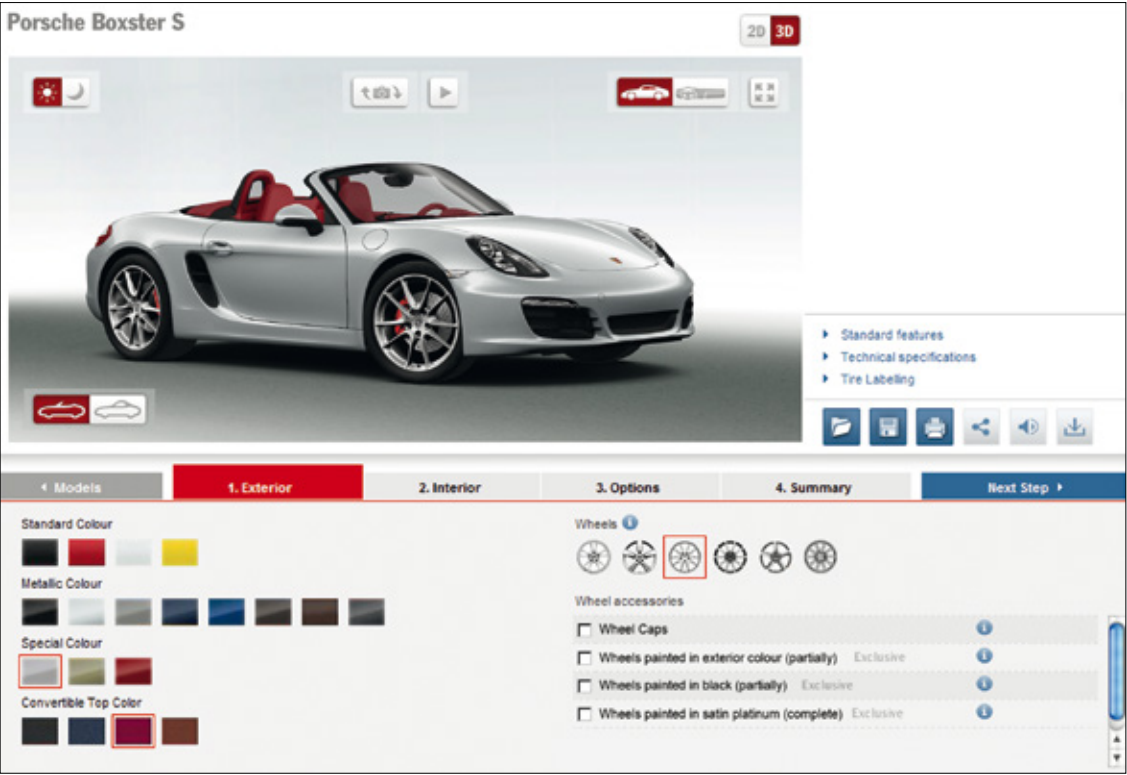 Porsche Boxster S
2D 3D
Standard features
Technical specifications
Tire Labelling
Models
1. Exterior
2. Interior
3. Options
4. Summary
Next Step
Standard Colour
Metallic Colour
Special Colour
Convertible Top Color
Wheels
Wheel accessories
Wheel Caps
Wheels painted in exterior colour (partially) Exclusive
Wheels painted in black (partially) Exclusive
Wheels painted in satin platinum (complete) Exclusive